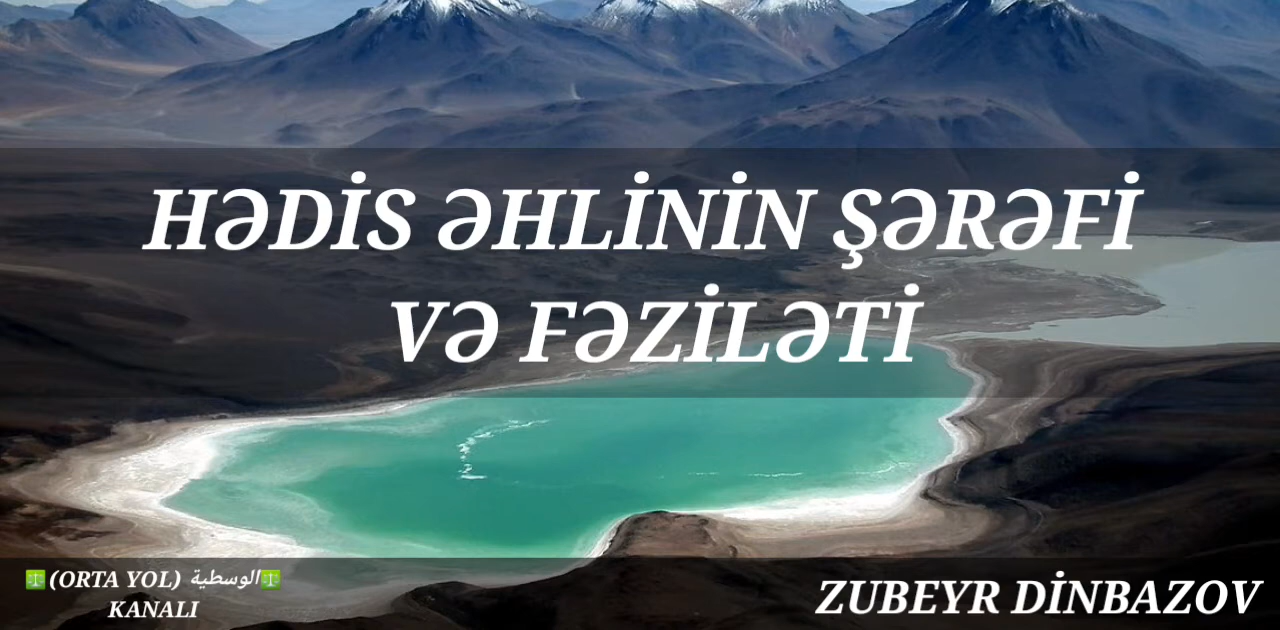 HƏDİS ƏHLİNİN ŞƏRƏFİ
VƏ FƏZİLƏTİ
(ORTA YOL) الوسطية
KANALI
ZUBEYR DİNBAZOV